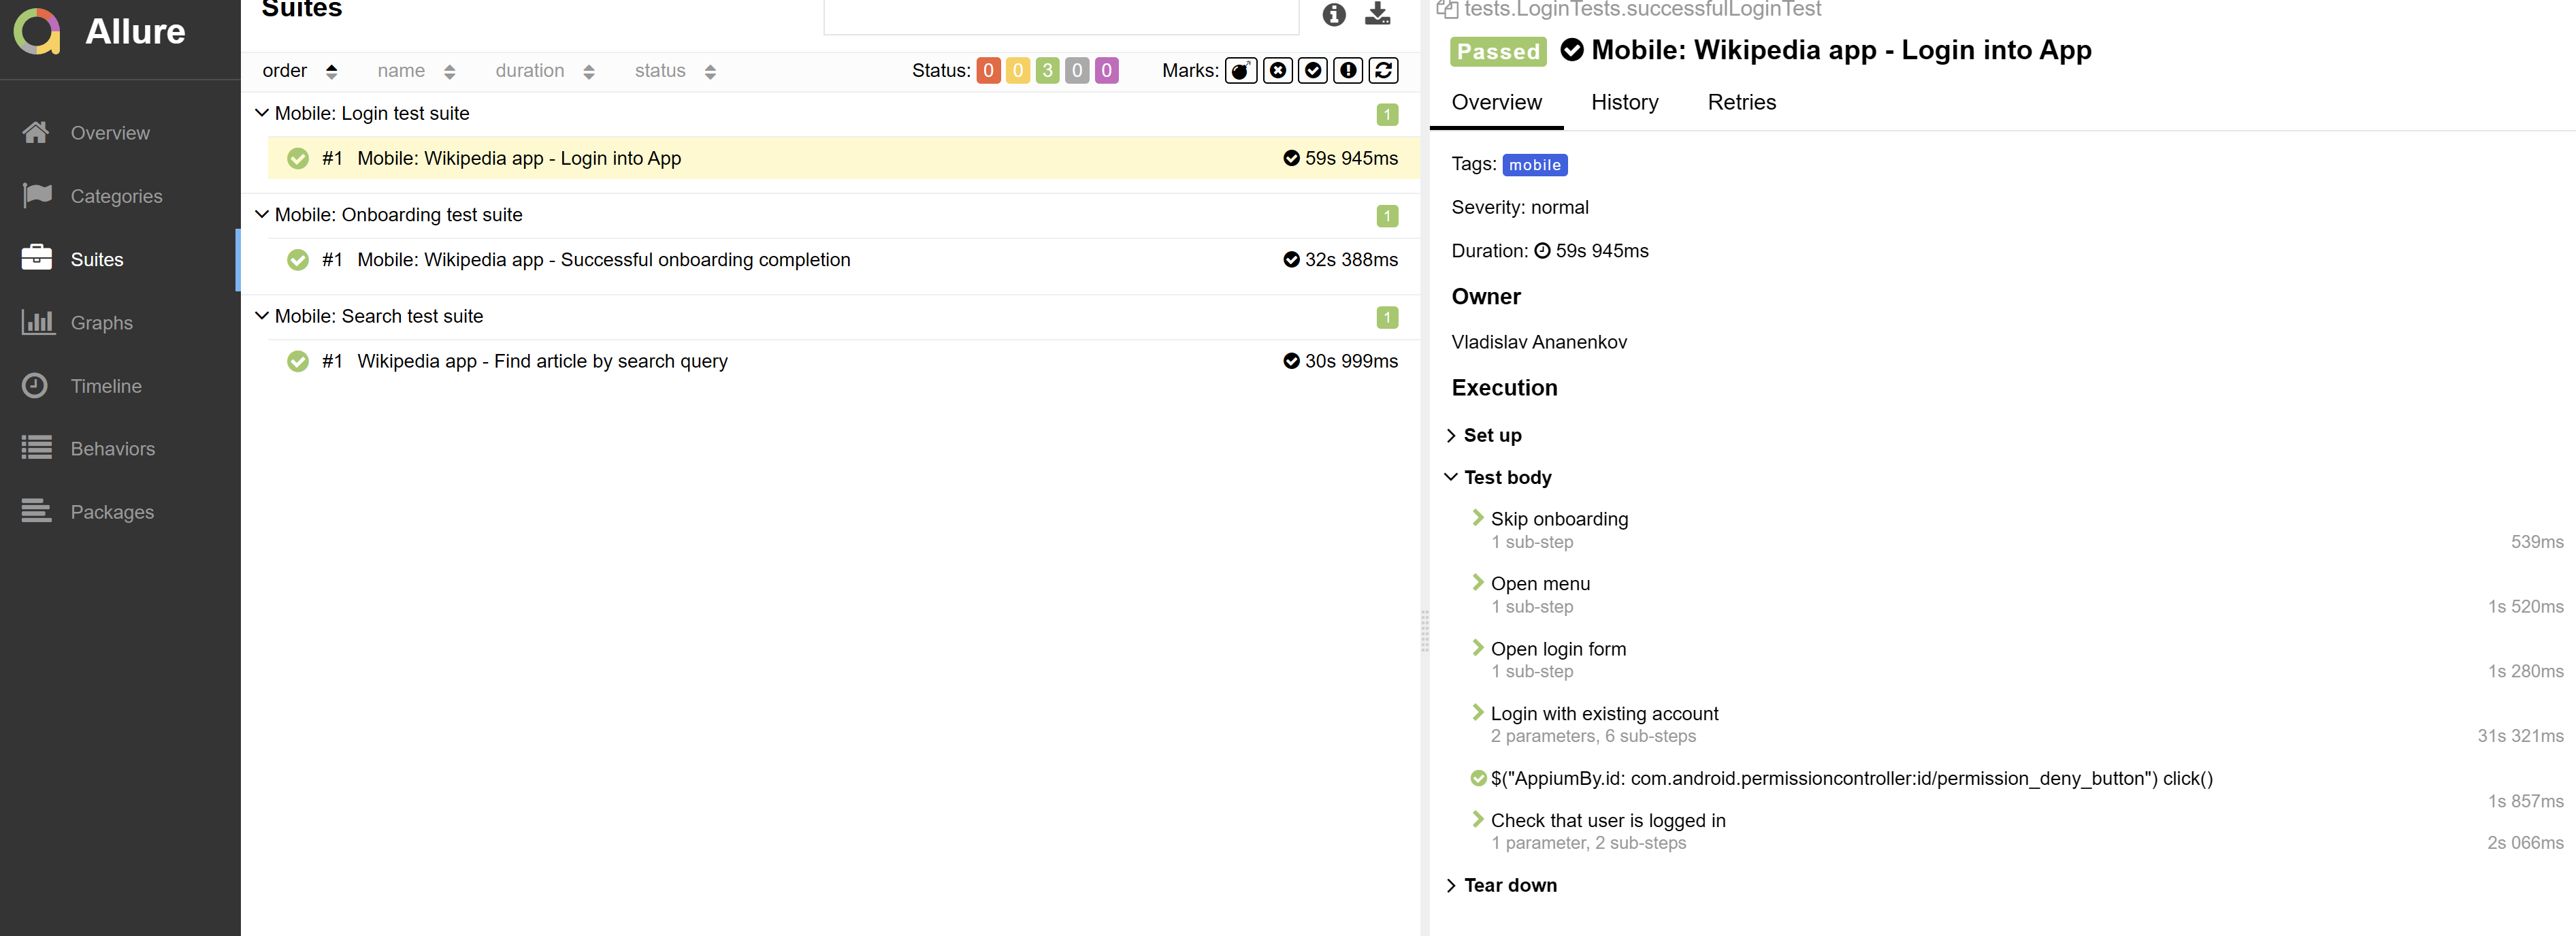 Allure
Overview
Categories
Suites
Graphs
Timeline
Behaviors
Packages
Suites
order name duration status Status: 0 0 3 0 0 Marks:
Mobile: Login test suite 1
#1 Mobile: Wikipedia app - Login into App 59s 945ms
Mobile: Onboarding test suite 1
#1 Mobile: Wikipedia app - Successful onboarding completion 32s 388ms
Mobile: Search test suite 1
#1 Wikipedia app - Find article by search query 30s 999ms
tests.LoginTests.successfulLoginTest
Passed Mobile: Wikipedia app - Login into App
Overview History Retries
Tags: mobile
Severity: normal
Duration: 59s 945ms
Owner
Vladislav Ananenkov
Execution
Set up
Test body
Skip onboarding
1 sub-step 539ms
Open menu
1 sub-step 1s 520ms
Open login form
1 sub-step 1s 280ms
Login with existing account
2 parameters, 6 sub-steps 31s 321ms
$("AppiumBy.id: com.android.permissioncontroller:id/permission_deny_button") click()
1s 857ms
Check that user is logged in
1 parameter, 2 sub-steps 2s 066ms
Tear down